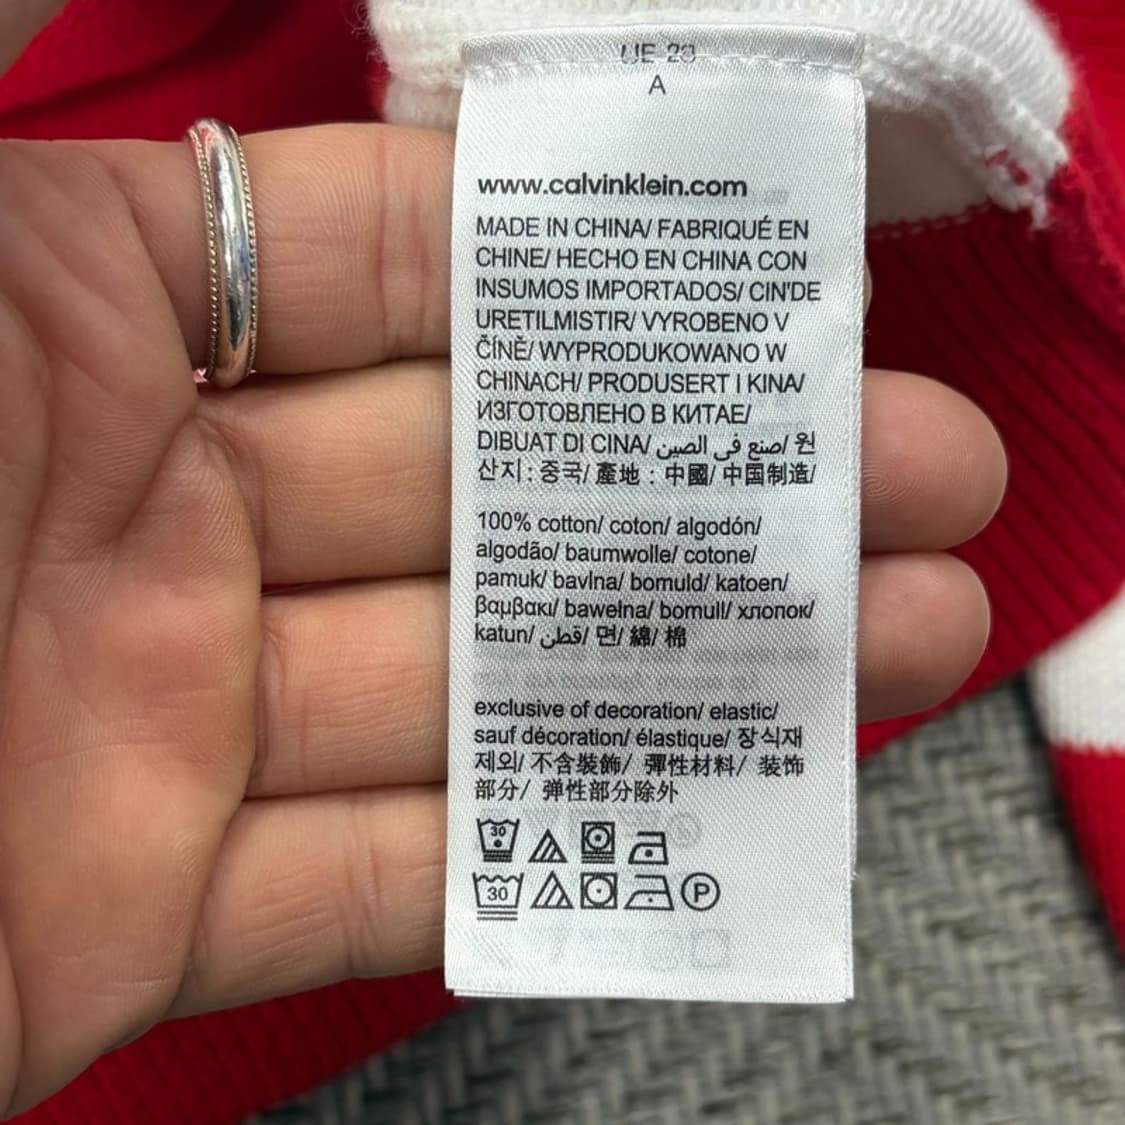 A
www.calvinklein.com
MADE IN CHINA/ FABRIQUÉ EN
CHINE/ HECHO EN CHINA CON
INSUMOS IMPORTADOS/ CIN'DE
URETILMISTIR/ VYROBENO V
ČÍNĚ/ WYPRODUKOWANO W
CHINACH/ PRODUSERT I KINA/
ИЗГОТОВЛЕНО В КИТАЕ/
DIBUAT DI CINA/ صنع في الصين/ 원
산지: 중국/ 產地 : 中國/ 中国制造/
100% cotton/ coton/ algodón/
algodão/ baumwolle/ cotone/
pamuk/ bavlna/ bomuld/ katoen/
βαμβακι/ bawełna/ bomull/ хлопок/
katun/ قطن/ 면/ 綿/ 棉
exclusive of decoration/ elastic/
sauf décoration/ élastique/ 장식재
제외/ 不含裝飾/ 彈性材料/ 装饰
部分/ 弹性部分除外
30
30 P